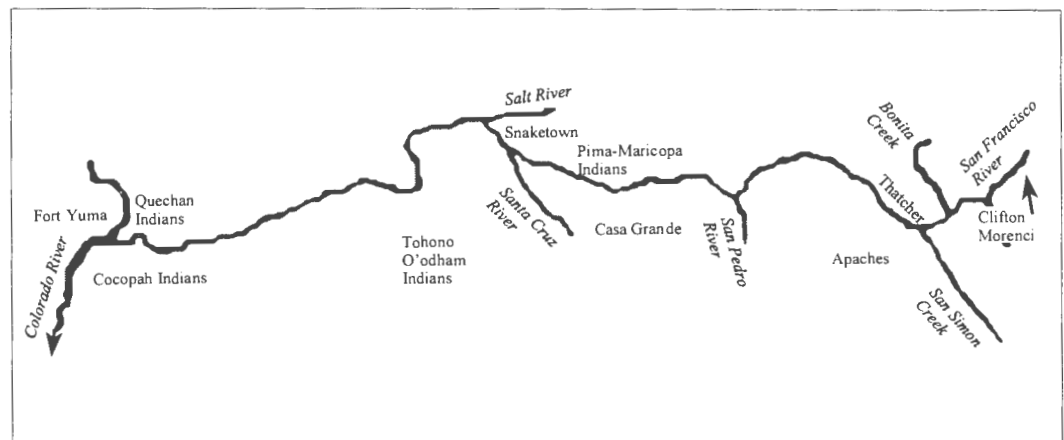 Salt River
Snaketown
Pima-Maricopa
Indians
Bonita
Creek
San Francisco
River
Thatcher
Clifton
Morenci
Fort Yuma
Quechan
Indians
Santa Cruz
River
Casa Grande
San Pedro
River
Tohono
O'odham
Indians
Apaches
Cocopah Indians
Colorado River
San Simon
Creek